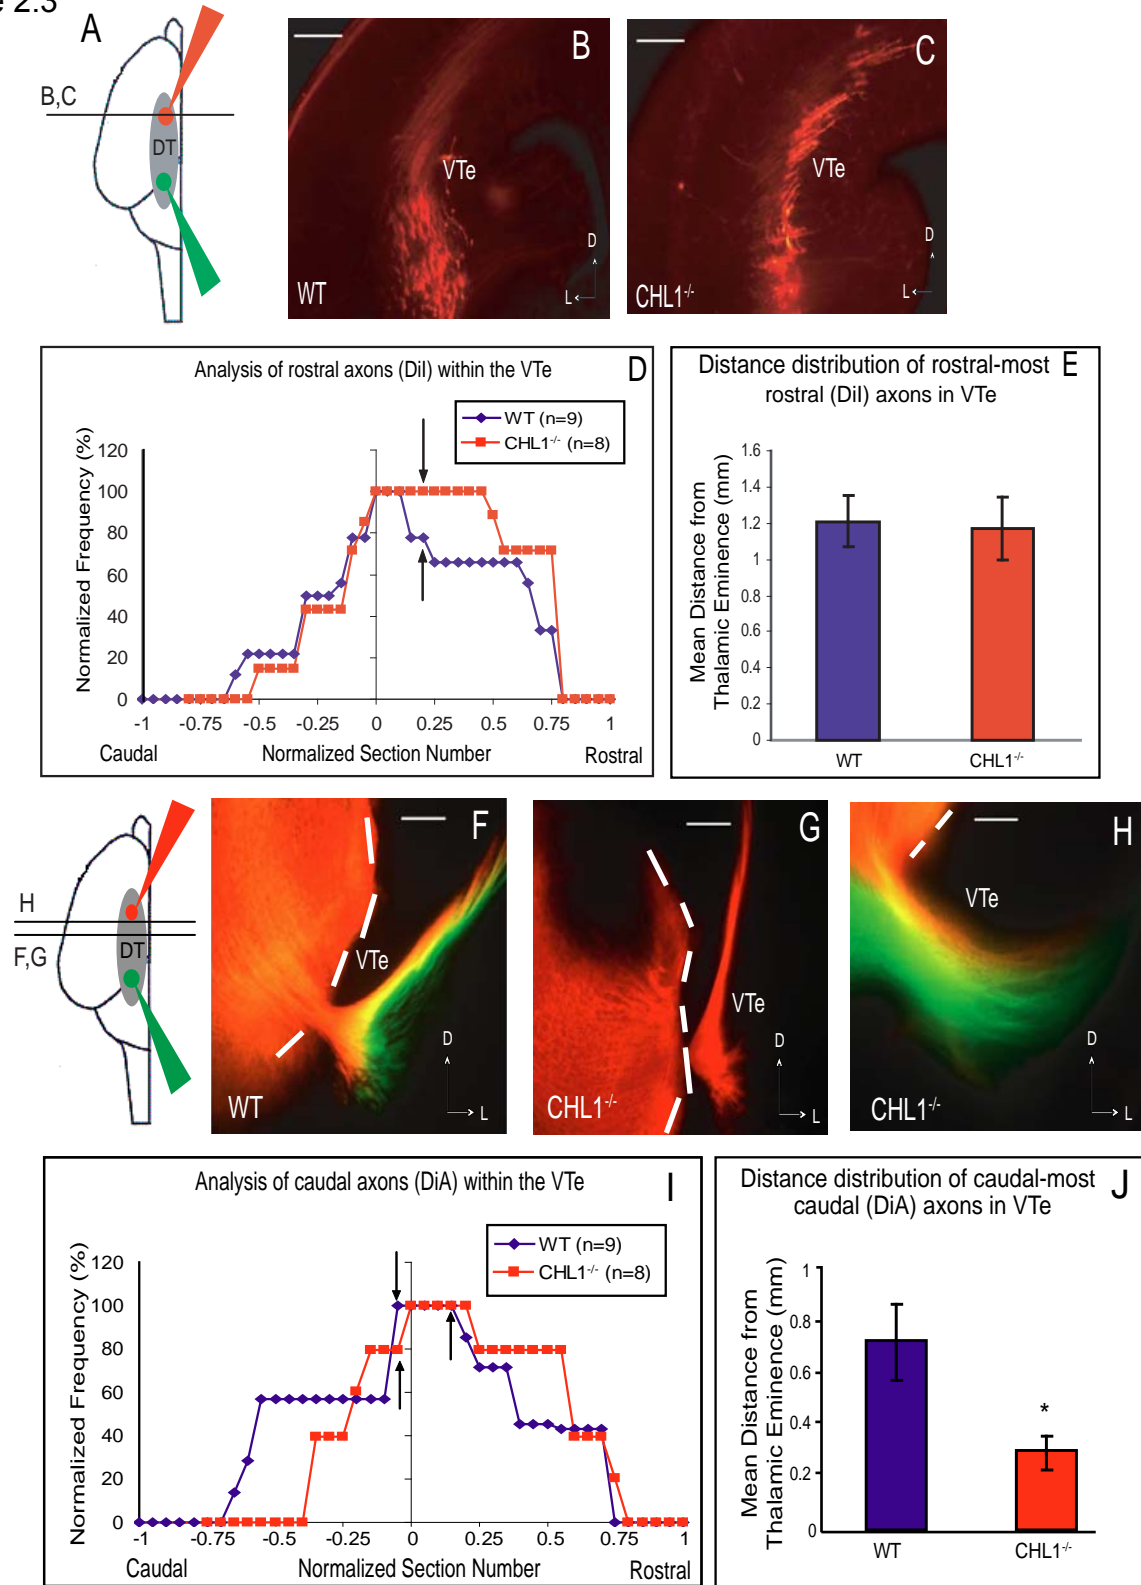 e 2.3
A
B,C
DT
B
VTe
WT
D
L
C
VTe
CHL1-/-
D
L
Analysis of rostral axons (DiI) within the VTe
D
WT (n=9)
CHL1-/- (n=8)
Normalized Frequency (%)
120
100
80
60
40
20
0
-1 -0.75 -0.5 -0.25 0 0.25 0.5 0.75 1
Caudal Normalized Section Number Rostral
Distance distribution of rostral-most E
rostral (DiI) axons in VTe
Mean Distance from
Thalamic Eminence (mm)
1.6
1.4
1.2
1
0.8
0.6
0.4
0.2
0
WT CHL1-/-
H
F,G
DT
F
VTe
WT
D
L
G
VTe
CHL1-/-
D
L
H
VTe
CHL1-/-
D
L
Analysis of caudal axons (DiA) within the VTe
I
WT (n=9)
CHL1-/- (n=8)
Normalized Frequency (%)
120
100
80
60
40
20
0
-1 -0.75 -0.5 -0.25 0 0.25 0.5 0.75 1
Caudal Normalized Section Number Rostral
Distance distribution of caudal-most J
caudal (DiA) axons in VTe
Mean Distance from
Thalamic Eminence (mm)
1
0.8
0.6
0.4
0.2
0
*
WT CHL1-/-